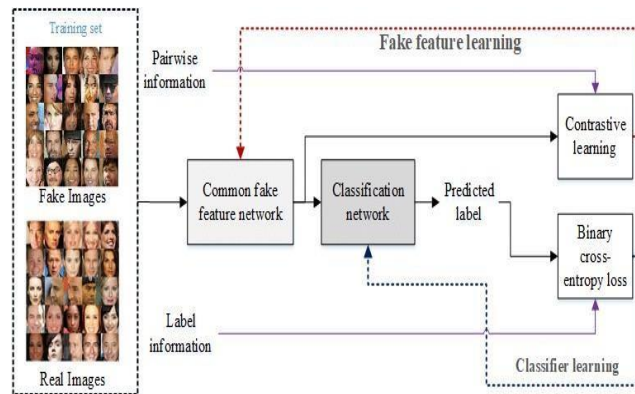 Training set
Fake Images
Real Images
Pairwise
information
Label
information
Fake feature learning
Common fake
feature network
Classification
network
Predicted
label
Contrastive
learning
Binary
cross-
entropy loss
Classifier learning